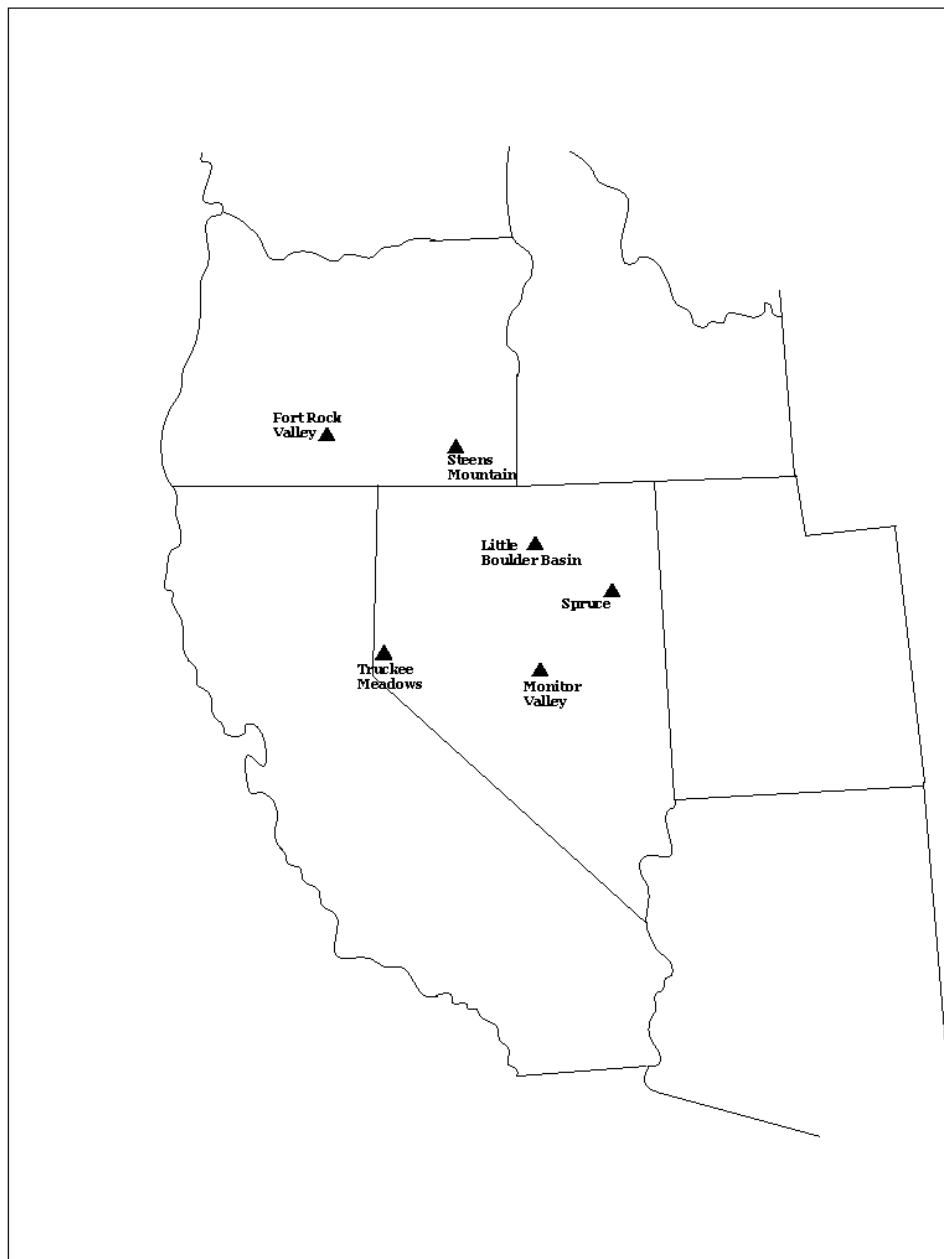 Fort Rock
Valley
Steens
Mountain
Little
Boulder Basin
Spruce
Truckee
Meadows
Monitor
Valley